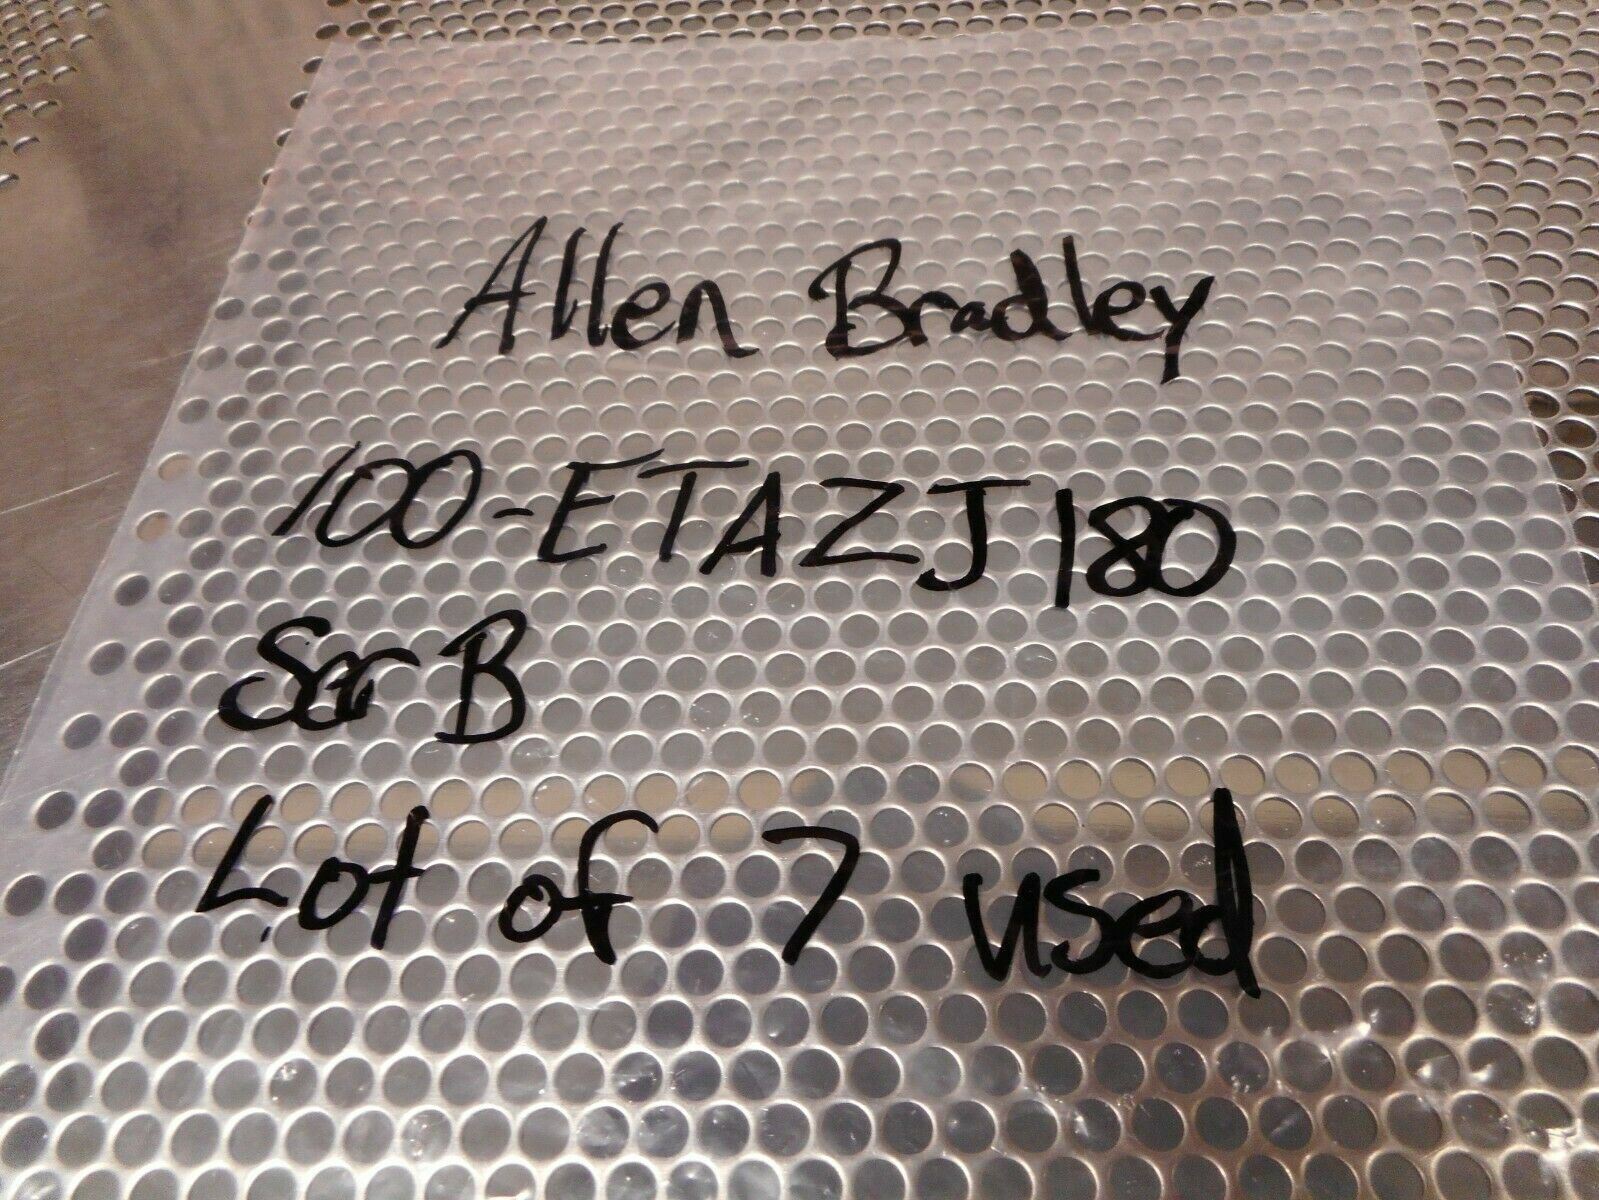 Allen Bradley
100-ETAZJ180
Ser B
Lot of 7 used